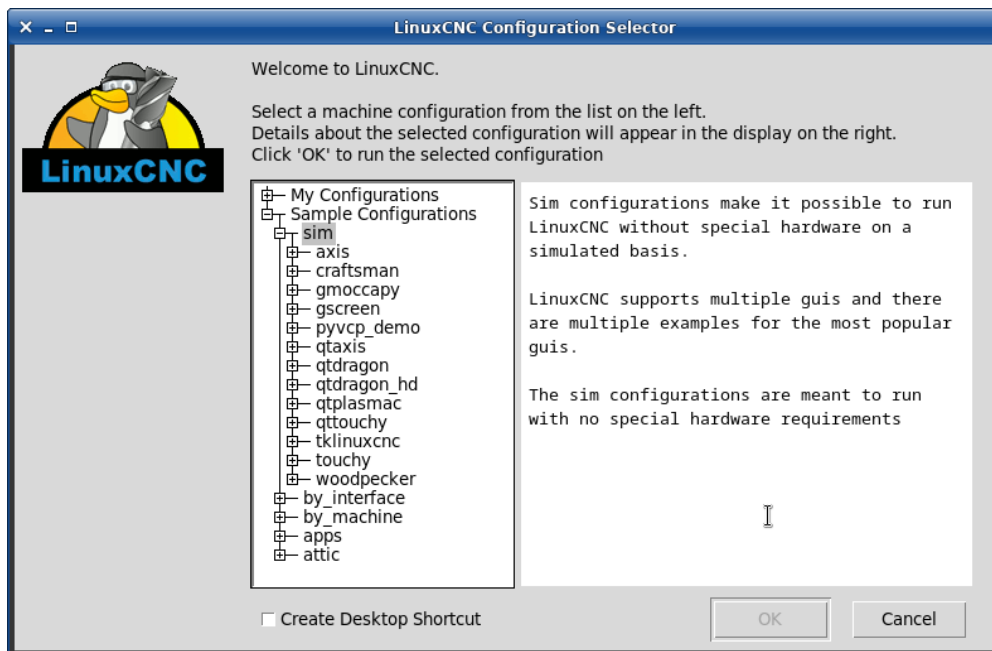 LinuxCNC Configuration Selector
LinuxCNC
Welcome to LinuxCNC.
Select a machine configuration from the list on the left.
Details about the selected configuration will appear in the display on the right.
Click 'OK' to run the selected configuration
My Configurations
Sample Configurations
sim
axis
craftsman
gmoccapy
gscreen
pyvcp_demo
qtaxis
qtdragon
qtdragon_hd
qtplasmac
qttouchy
tklinuxcnc
touchy
woodpecker
by_interface
by_machine
apps
attic
Sim configurations make it possible to run
LinuxCNC without special hardware on a
simulated basis.
LinuxCNC supports multiple guis and there
are multiple examples for the most popular
guis.
The sim configurations are meant to run
with no special hardware requirements
Create Desktop Shortcut
OK
Cancel